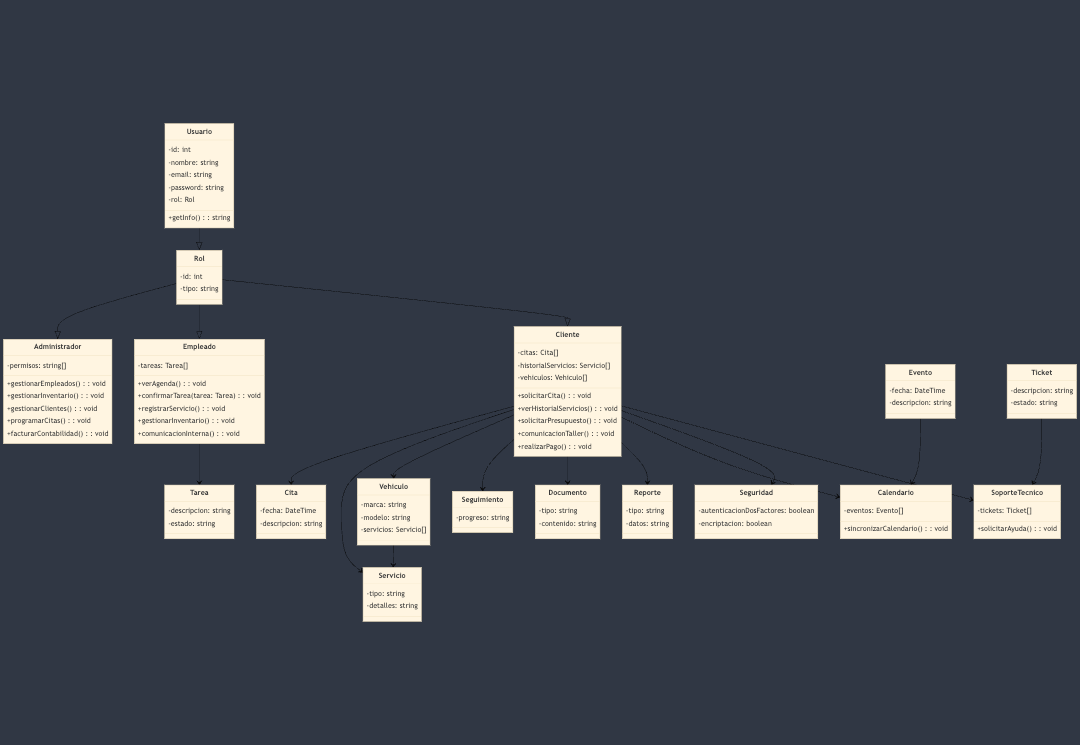 Usuario
-id: int
-nombre: string
-email: string
-password: string
-rol: Rol
+getInfo() : : string
Rol
-id: int
-tipo: string
Administrador
-permisos: string[]
+gestionarEmpleados() : : void
+gestionarInventario() : : void
+gestionarClientes() : : void
+programarCitas() : : void
+facturarContabilidad() : : void
Empleado
-tareas: Tarea[]
+verAgenda() : : void
+confirmarTarea(tarea: Tarea) : : void
+registrarServicio() : : void
+gestionarInventario() : : void
+comunicacionInterna() : : void
Cliente
-citas: Cita[]
-historialServicios: Servicio[]
-vehiculos: Vehiculo[]
+solicitarCita() : : void
+verHistorialServicios() : : void
+solicitarPresupuesto() : : void
+comunicacionTaller() : : void
+realizarPago() : : void
Evento
-fecha: DateTime
-descripcion: string
Ticket
-descripcion: string
-estado: string
Tarea
-descripcion: string
-estado: string
Cita
-fecha: DateTime
-descripcion: string
Vehiculo
-marca: string
-modelo: string
-servicios: Servicio[]
Seguimiento
-progreso: string
Documento
-tipo: string
-contenido: string
Reporte
-tipo: string
-datos: string
Seguridad
-autenticacionDosFactores: boolean
-encriptacion: boolean
Calendario
-eventos: Evento[]
+sincronizarCalendario() : : void
SoporteTecnico
-tickets: Ticket[]
+solicitarAyuda() : : void
Servicio
-tipo: string
-detalles: string